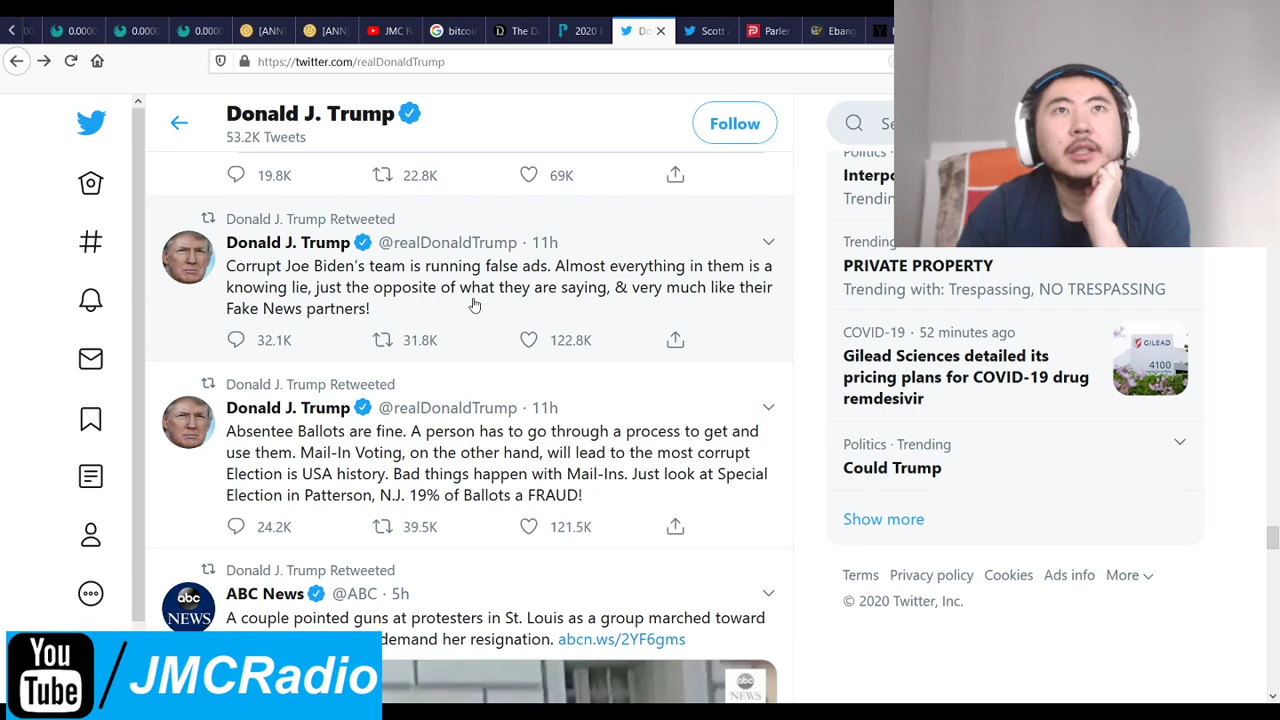 0.0000
0.0000
0.0000
[ANN
[ANN
JMC R
bitcoi
The D
2020
Do
Scott
Parler
Ebang
https://twitter.com/realDonaldTrump
Donald J. Trump
53.2K Tweets
Follow
Se
19.8K 22.8K 69K
Donald J. Trump Retweeted
Donald J. Trump @realDonaldTrump · 11h
Corrupt Joe Biden's team is running false ads. Almost everything in them is a
knowing lie, just the opposite of what they are saying, & very much like their
Fake News partners!
32.1K 31.8K 122.8K
Donald J. Trump Retweeted
Donald J. Trump @realDonaldTrump · 11h
Absentee Ballots are fine. A person has to go through a process to get and
use them. Mail-In Voting, on the other hand, will lead to the most corrupt
Election is USA history. Bad things happen with Mail-Ins. Just look at Special
Election in Patterson, N.J. 19% of Ballots a FRAUD!
24.2K 39.5K 121.5K
Donald J. Trump Retweeted
ABC News @ABC · 5h
A couple pointed guns at protesters in St. Louis as a group marched toward
demand her resignation. abcn.ws/2YF6gms
abc
NEWS
abc
NEWS
Politics · Trending
Interpo
Trendin
Trending
PRIVATE PROPERTY
Trending with: Trespassing, NO TRESPASSING
COVID-19 · 52 minutes ago
Gilead Sciences detailed its
pricing plans for COVID-19 drug
remdesivir
GILEAD
4100
Politics · Trending
Could Trump
Show more
Terms Privacy policy Cookies Ads info More
© 2020 Twitter, Inc.
You
Tube
/JMCRadio